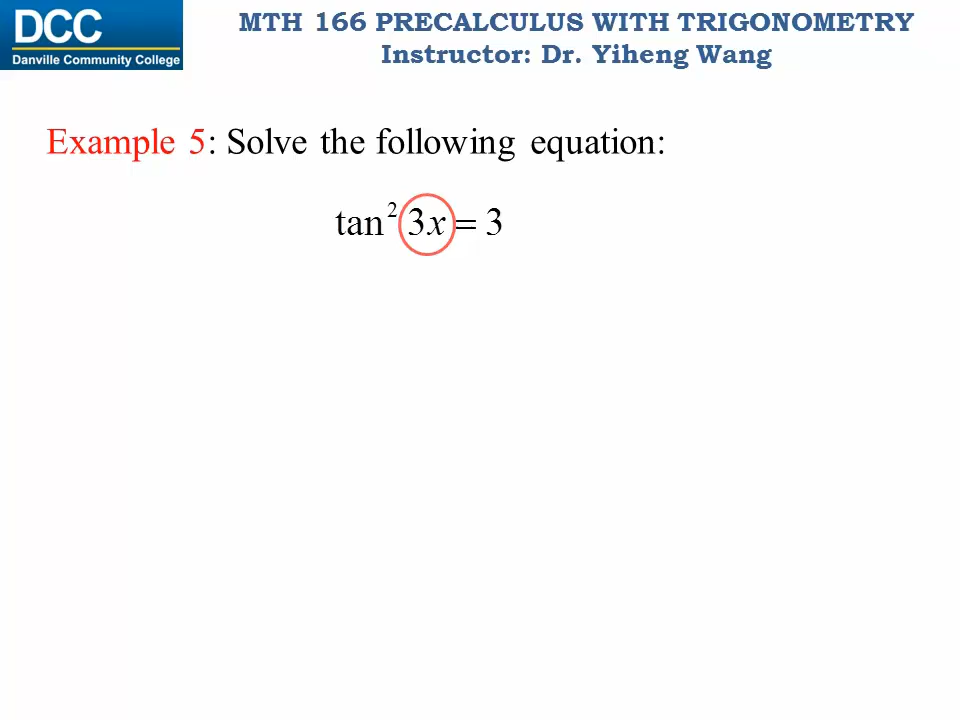 DCC
Danville Community College
MTH 166 PRECALCULUS WITH TRIGONOMETRY
Instructor: Dr. Yiheng Wang
Example 5: Solve the following equation:
tan² 3x = 3